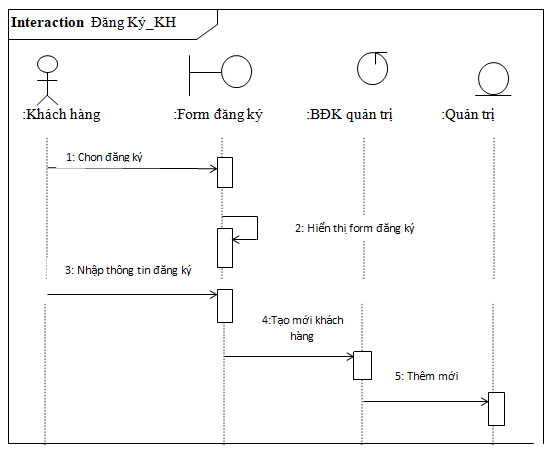 Interaction Đăng Ký_KH
:Khách hàng
:Form đăng ký
:BĐK quản trị
:Quản trị
1: Chon đăng ký
2: Hiển thị form đăng ký
3: Nhập thông tin đăng ký
4:Tạo mới khách
hàng
5: Thêm mới